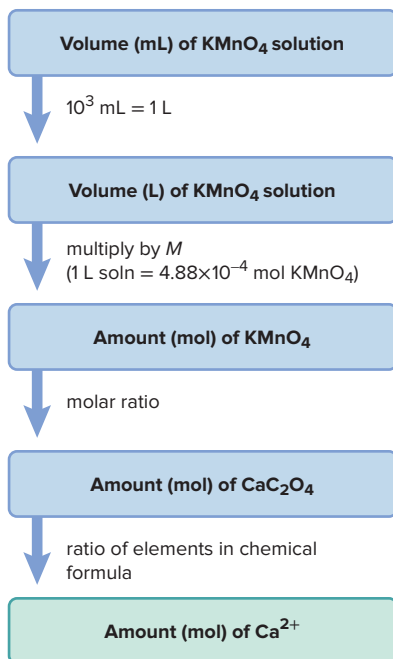 Volume (mL) of KMnO₄ solution
10³ mL = 1 L
Volume (L) of KMnO₄ solution
multiply by M
(1 L soln = 4.88×10⁻⁴ mol KMnO₄)
Amount (mol) of KMnO₄
molar ratio
Amount (mol) of CaC₂O₄
ratio of elements in chemical
formula
Amount (mol) of Ca²⁺